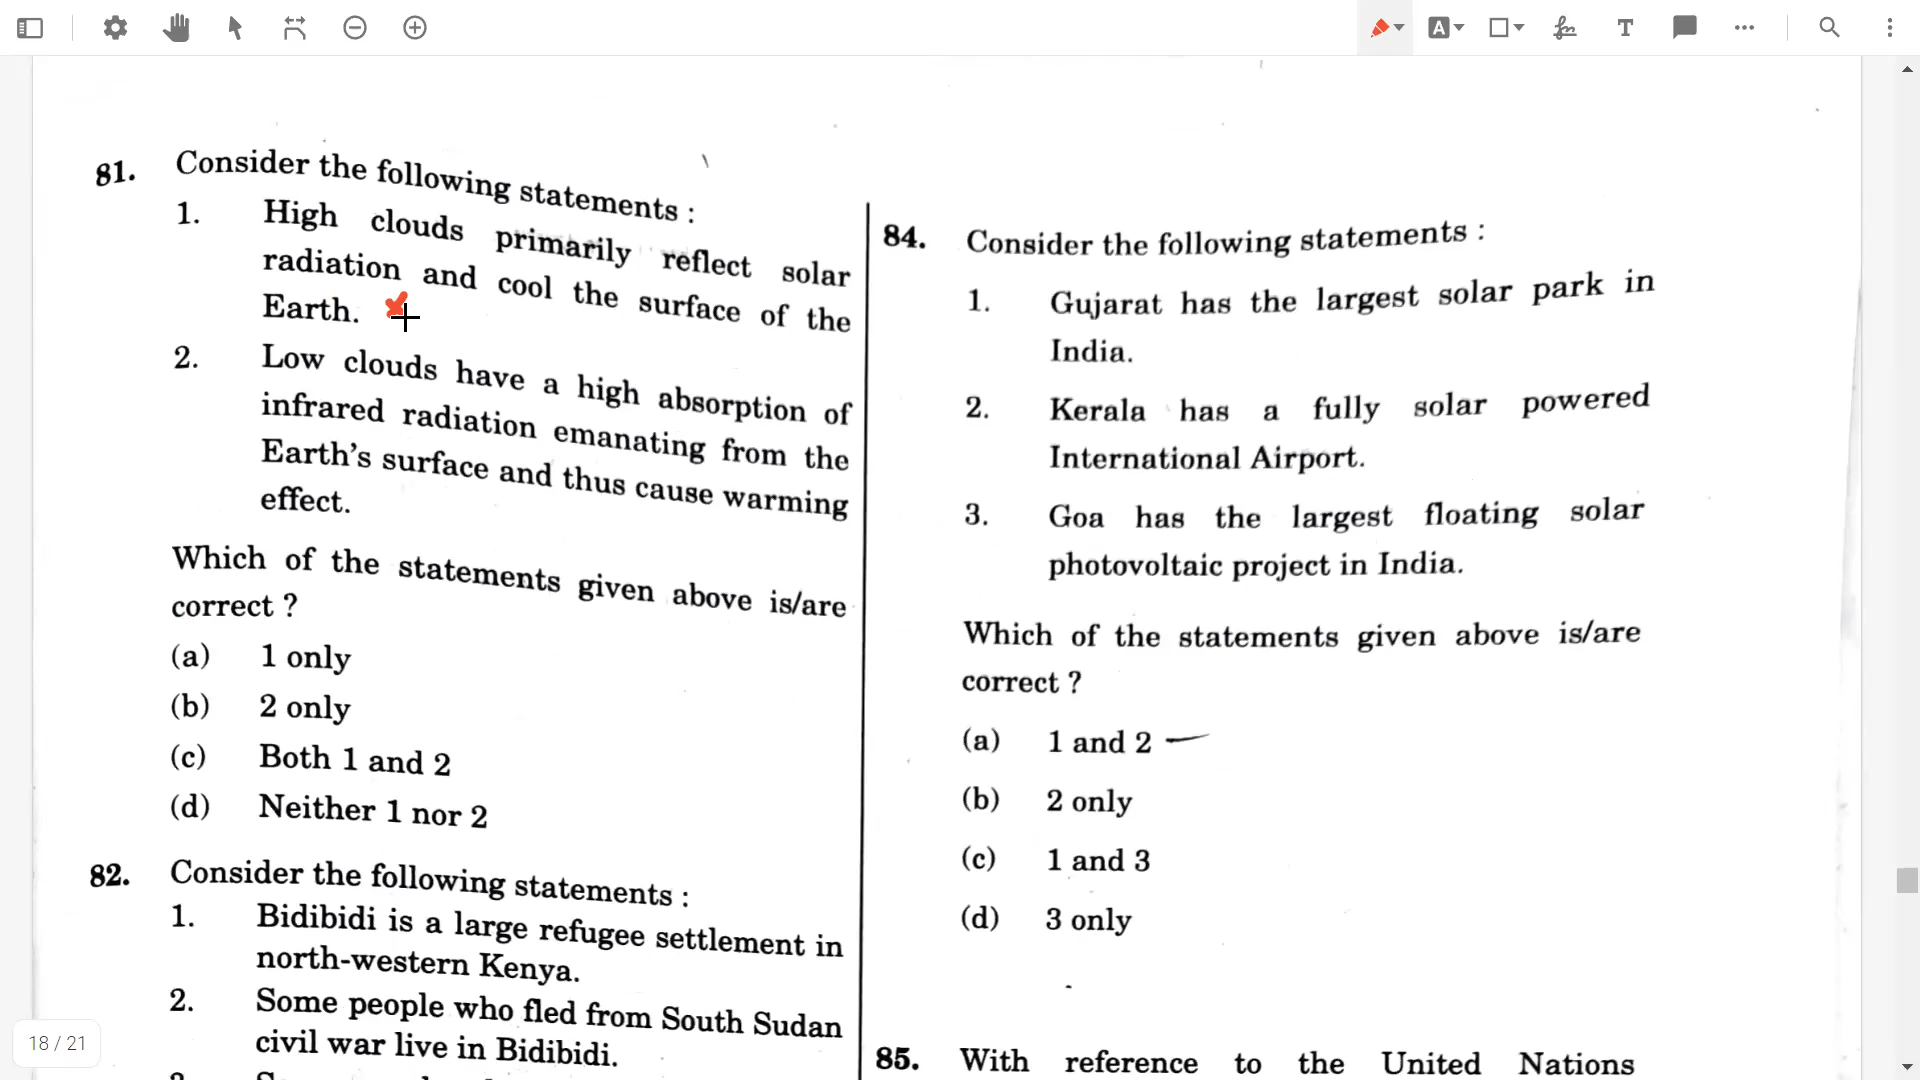 81. Consider the following statements :
1. High clouds primarily reflect solar
radiation and cool the surface of the
Earth.
2. Low clouds have a high absorption of
infrared radiation emanating from the
Earth's surface and thus cause warming
effect.
Which of the statements given above is/are
correct ?
(a) 1 only
(b) 2 only
(c) Both 1 and 2
(d) Neither 1 nor 2
82. Consider the following statements :
1. Bidibidi is a large refugee settlement in
north-western Kenya.
2. Some people who fled from South Sudan
civil war live in Bidibidi.
84. Consider the following statements :
1. Gujarat has the largest solar park in
India.
2. Kerala has a fully solar powered
International Airport.
3. Goa has the largest floating solar
photovoltaic project in India.
Which of the statements given above is/are
correct ?
(a) 1 and 2
(b) 2 only
(c) 1 and 3
(d) 3 only
85. With reference to the United Nations
18 / 21